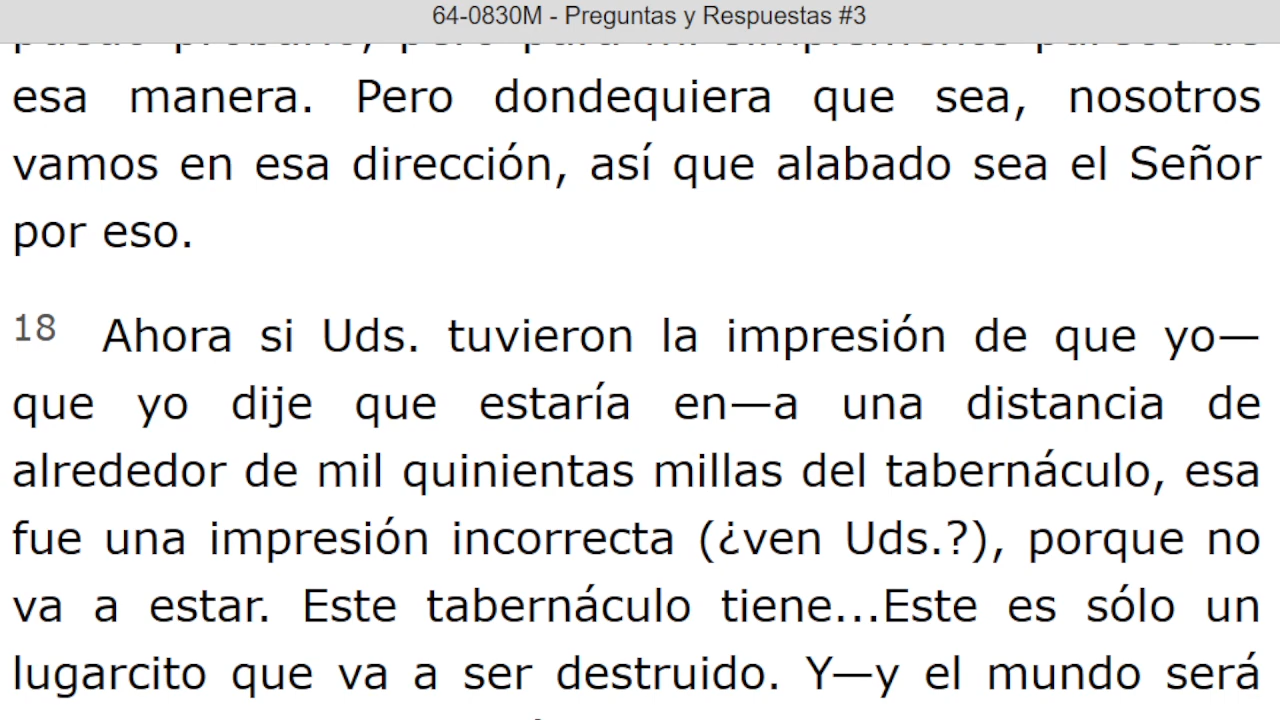 64-0830M - Preguntas y Respuestas #3
esa manera. Pero dondequiera que sea, nosotros
vamos en esa dirección, así que alabado sea el Señor
por eso.
18 Ahora si Uds. tuvieron la impresión de que yo—
que yo dije que estaría en—a una distancia de
alrededor de mil quinientas millas del tabernáculo, esa
fue una impresión incorrecta (¿ven Uds.?), porque no
va a estar. Este tabernáculo tiene...Este es sólo un
lugarcito que va a ser destruido. Y—y el mundo será